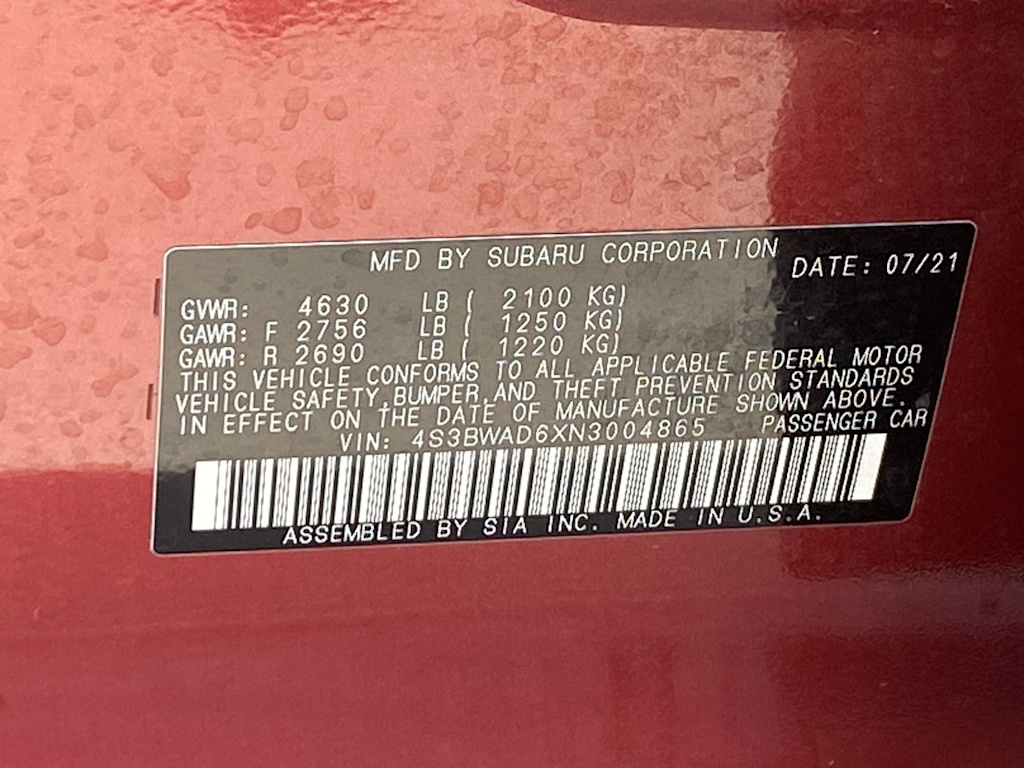 MFD BY SUBARU CORPORATION DATE: 07/21
GVWR: 4630 LB ( 2100 KG)
GAWR: F 2756 LB ( 1250 KG)
GAWR: R 2690 LB ( 1220 KG)
THIS VEHICLE CONFORMS TO ALL APPLICABLE FEDERAL MOTOR
VEHICLE SAFETY, BUMPER, AND THEFT PREVENTION STANDARDS
IN EFFECT ON THE DATE OF MANUFACTURE SHOWN ABOVE.
VIN: 4S3BWAD6XN3004865 PASSENGER CAR
ASSEMBLED BY SIA INC. MADE IN U.S.A.